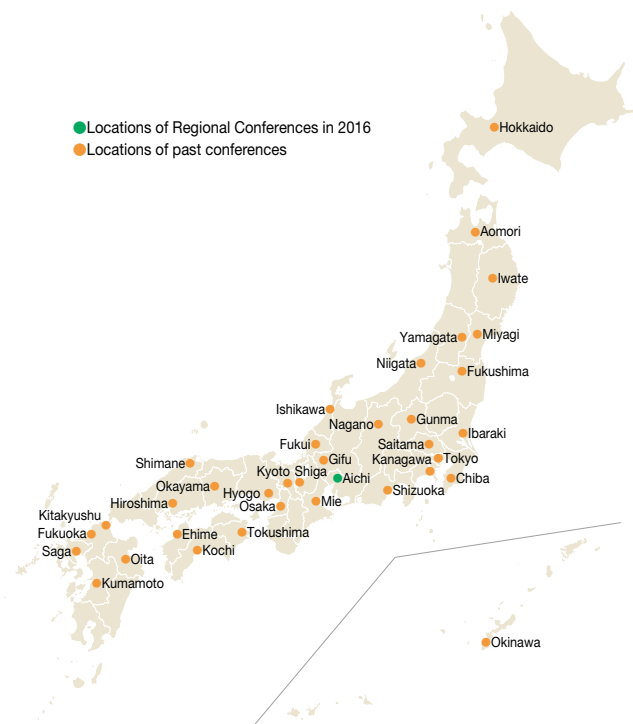 Locations of Regional Conferences in 2016
Locations of past conferences
Hokkaido
Aomori
Iwate
Yamagata
Miyagi
Niigata
Fukushima
Ishikawa
Nagano
Gunma
Ibaraki
Fukui
Saitama
Gifu
Kanagawa
Tokyo
Shimane
Kyoto
Shiga
Aichi
Chiba
Okayama
Hyogo
Shizuoka
Hiroshima
Osaka
Mie
Kitakyushu
Fukuoka
Ehime
Tokushima
Saga
Kochi
Oita
Kumamoto
Okinawa